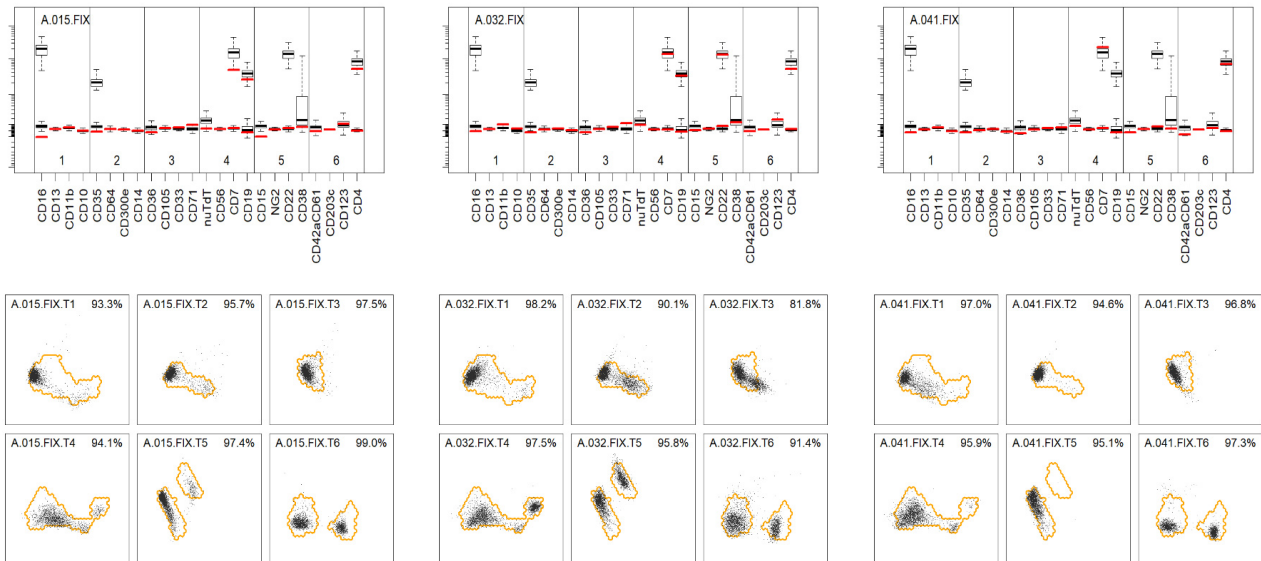 A.015.FIX
1 2 3 4 5 6
CD16
CD13
CD11b
CD10
CD35
CD64
CD300e
CD14
CD36
CD105
CD33
CD71
nuTdT
CD56
CD7
CD19
CD15
NG2
CD22
CD38
CD42aCD61
CD203c
CD123
CD4
A.032.FIX
1 2 3 4 5 6
CD16
CD13
CD11b
CD10
CD35
CD64
CD300e
CD14
CD36
CD105
CD33
CD71
nuTdT
CD56
CD7
CD19
CD15
NG2
CD22
CD38
CD42aCD61
CD203c
CD123
CD4
A.041.FIX
1 2 3 4 5 6
CD16
CD13
CD11b
CD10
CD35
CD64
CD300e
CD14
CD36
CD105
CD33
CD71
nuTdT
CD56
CD7
CD19
CD15
NG2
CD22
CD38
CD42aCD61
CD203c
CD123
CD4
A.015.FIX.T1 93.3%
A.015.FIX.T2 95.7%
A.015.FIX.T3 97.5%
A.032.FIX.T1 98.2%
A.032.FIX.T2 90.1%
A.032.FIX.T3 81.8%
A.041.FIX.T1 97.0%
A.041.FIX.T2 94.6%
A.041.FIX.T3 96.8%
A.015.FIX.T4 94.1%
A.015.FIX.T5 97.4%
A.015.FIX.T6 99.0%
A.032.FIX.T4 97.5%
A.032.FIX.T5 95.8%
A.032.FIX.T6 91.4%
A.041.FIX.T4 95.9%
A.041.FIX.T5 95.1%
A.041.FIX.T6 97.3%